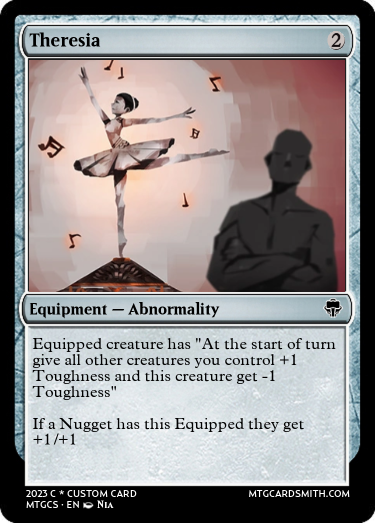 Theresia 2
Equipment — Abnormality
Equipped creature has "At the start of turn
give all other creatures you control +1
Toughness and this creature get -1
Toughness"
If a Nugget has this Equipped they get
+1/+1
2023 C * CUSTOM CARD MTGCARDSMITH.COM
MTGCS • EN NIA